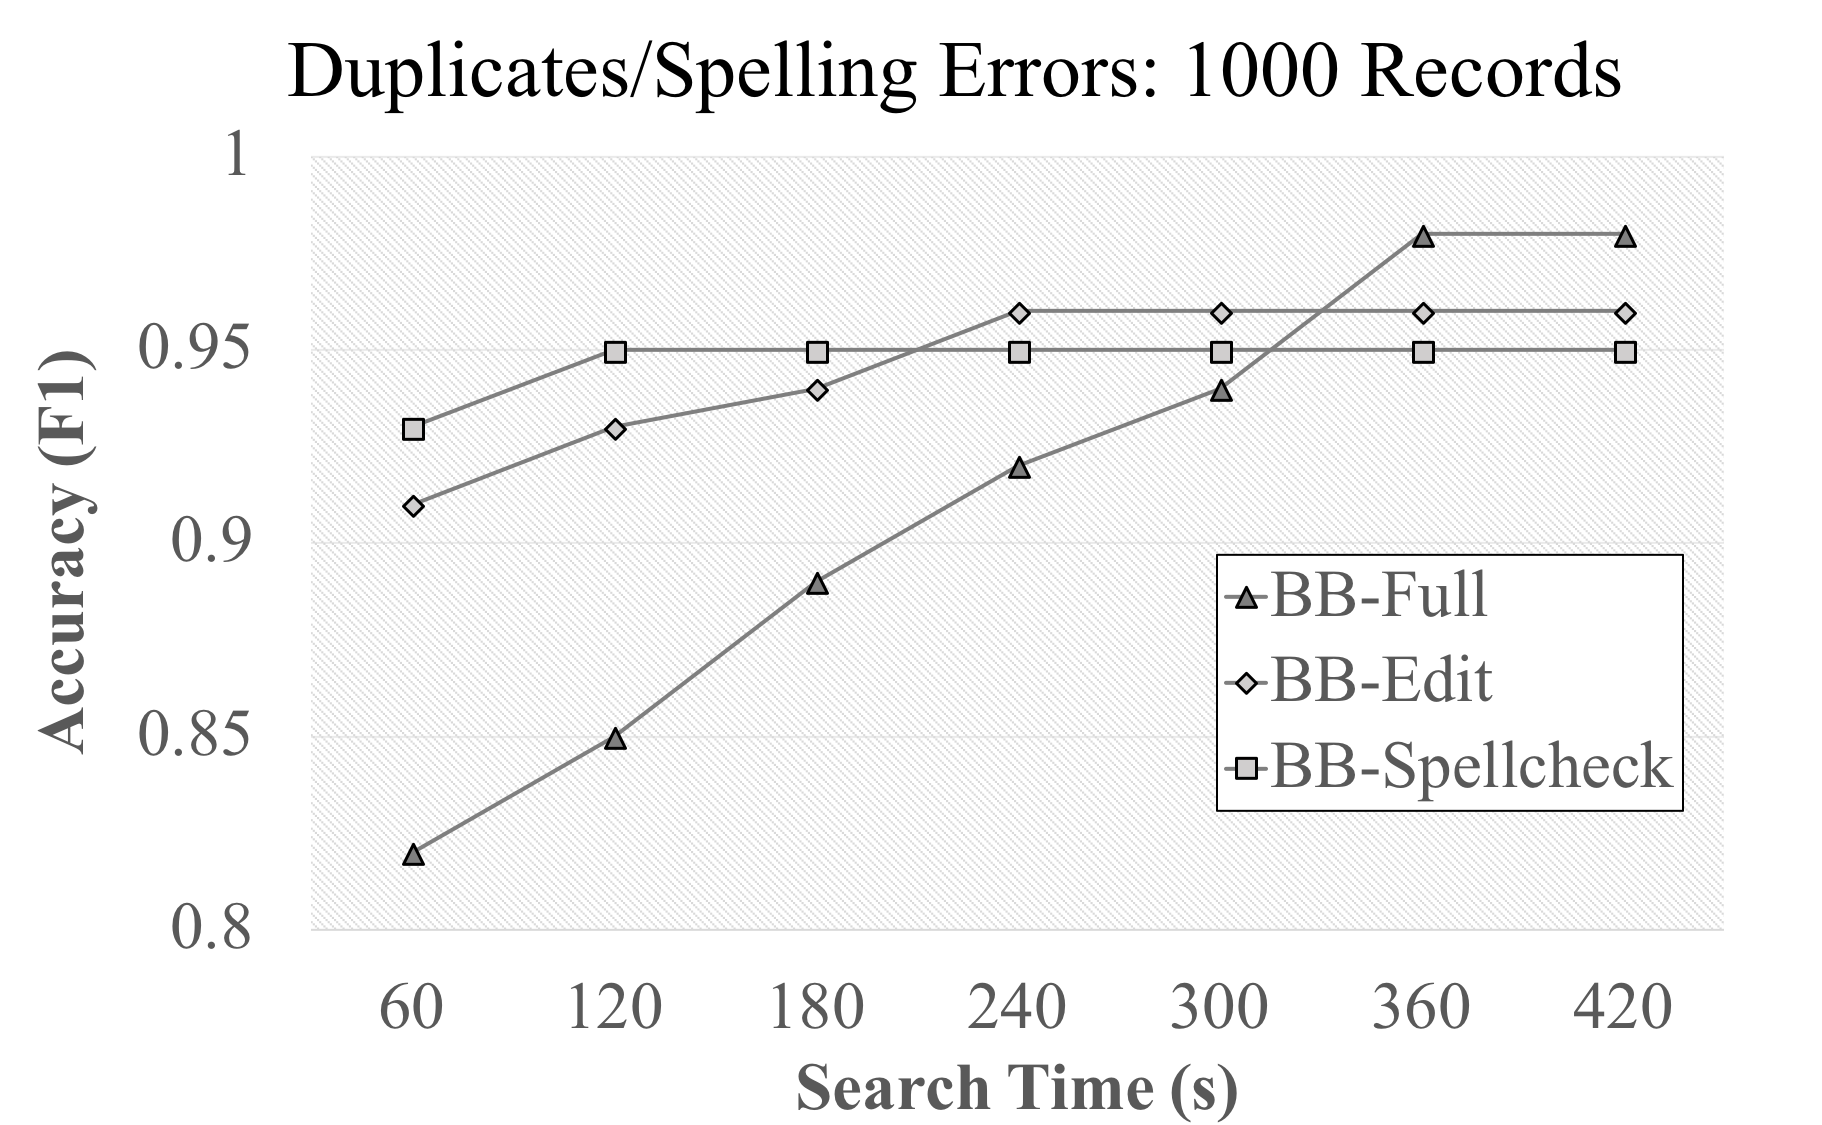 Duplicates/Spelling Errors: 1000 Records
1
0.95
0.9
0.85
0.8
Accuracy (F1)
BB-Full
BB-Edit
BB-Spellcheck
60 120 180 240 300 360 420
Search Time (s)